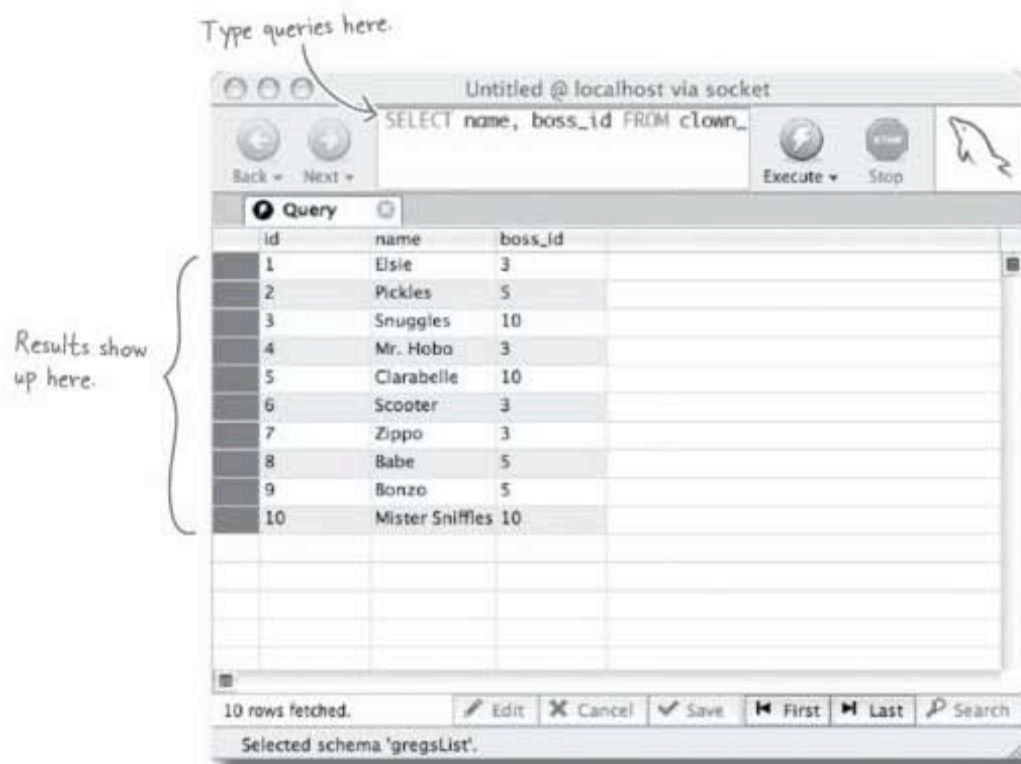 Type queries here.
Untitled @ localhost via socket
SELECT name, boss_id FROM clown_
Back Next
Execute Stop
Query
id name boss_id
1 Elsie 3
2 Pickles 5
3 Snuggles 10
4 Mr. Hobo 3
5 Clarabelle 10
6 Scooter 3
7 Zippo 3
8 Babe 5
9 Bonzo 5
10 Mister Sniffles 10
Results show
up here.
10 rows fetched. Edit Cancel Save First Last Search
Selected schema 'gregsList'.